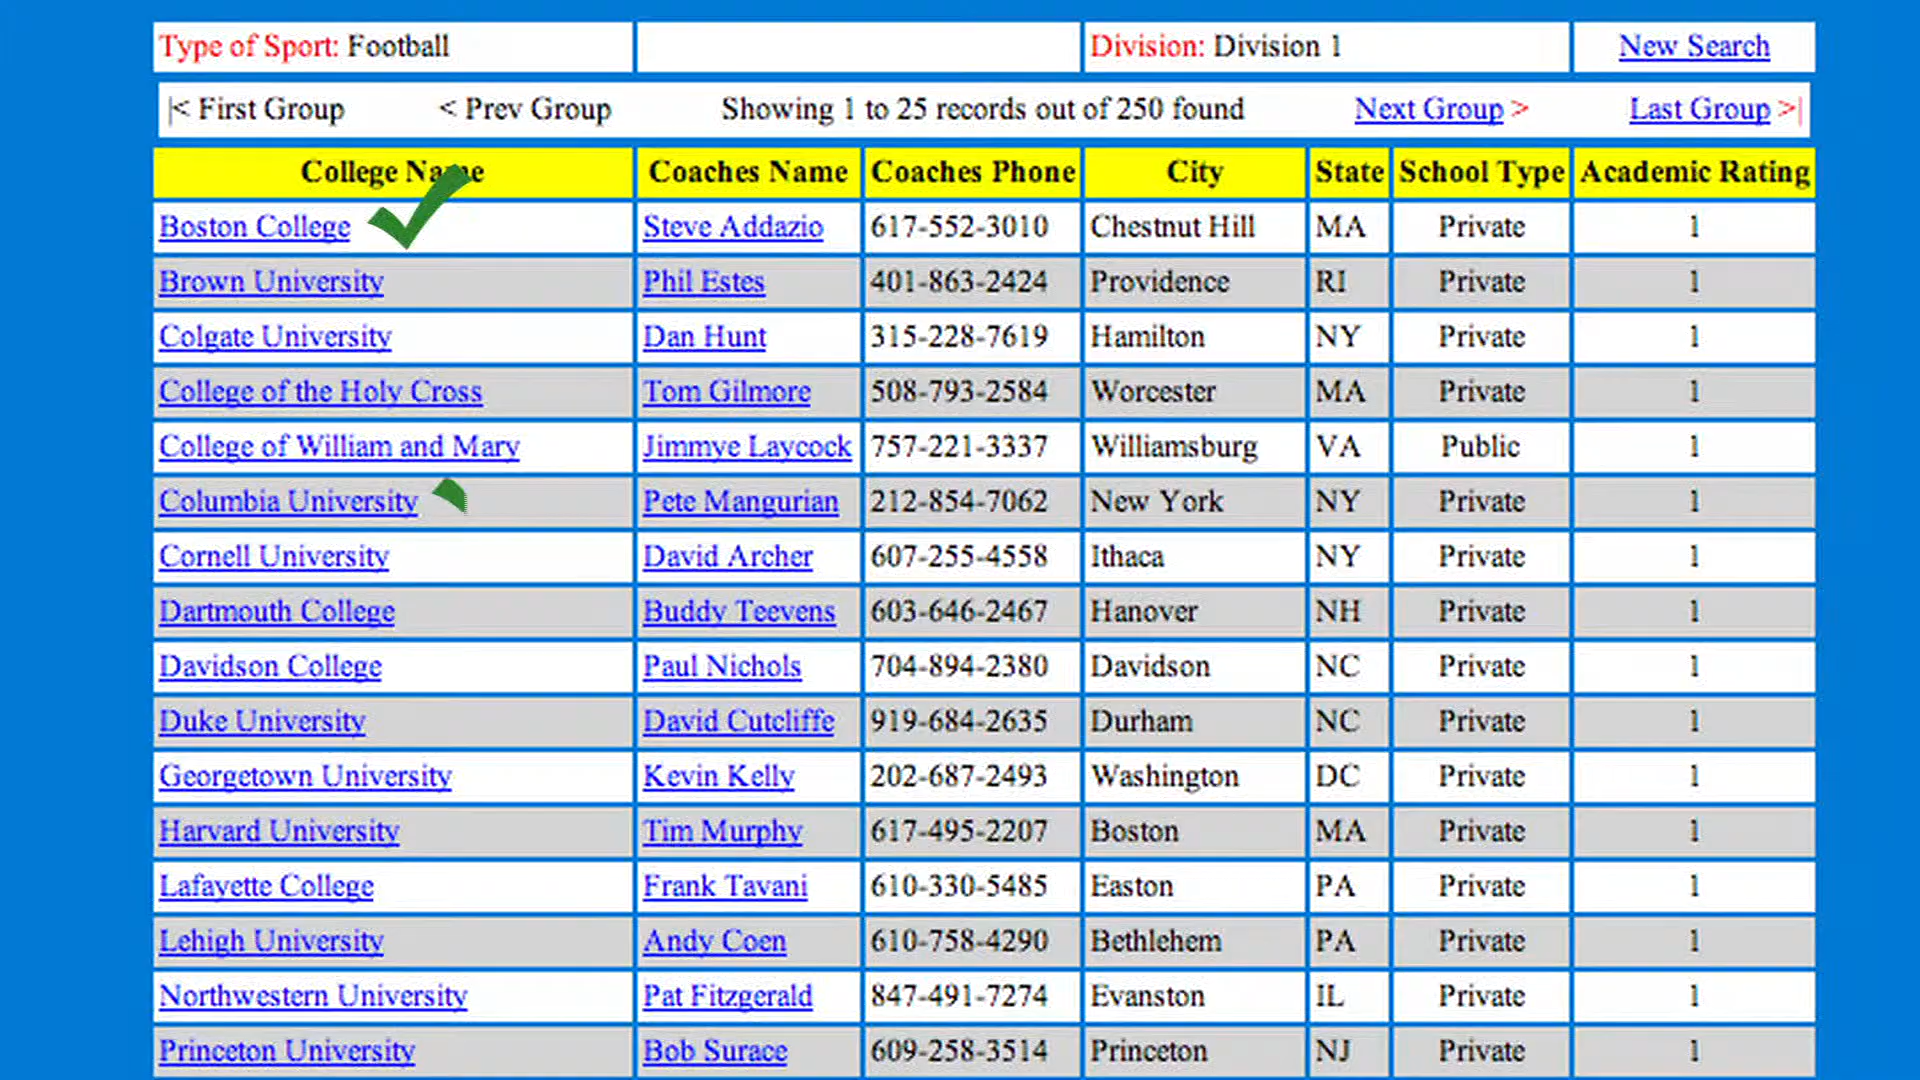 Type of Sport: Football Division: Division 1 New Search
|< First Group < Prev Group Showing 1 to 25 records out of 250 found Next Group > Last Group >|
College Name Coaches Name Coaches Phone City State School Type Academic Rating
Boston College Steve Addazio 617-552-3010 Chestnut Hill MA Private 1
Brown University Phil Estes 401-863-2424 Providence RI Private 1
Colgate University Dan Hunt 315-228-7619 Hamilton NY Private 1
College of the Holy Cross Tom Gilmore 508-793-2584 Worcester MA Private 1
College of William and Mary Jimmye Laycock 757-221-3337 Williamsburg VA Public 1
Columbia University Pete Mangurian 212-854-7062 New York NY Private 1
Cornell University David Archer 607-255-4558 Ithaca NY Private 1
Dartmouth College Buddy Teevens 603-646-2467 Hanover NH Private 1
Davidson College Paul Nichols 704-894-2380 Davidson NC Private 1
Duke University David Cutcliffe 919-684-2635 Durham NC Private 1
Georgetown University Kevin Kelly 202-687-2493 Washington DC Private 1
Harvard University Tim Murphy 617-495-2207 Boston MA Private 1
Lafayette College Frank Tavani 610-330-5485 Easton PA Private 1
Lehigh University Andy Coen 610-758-4290 Bethlehem PA Private 1
Northwestern University Pat Fitzgerald 847-491-7274 Evanston IL Private 1
Princeton University Bob Surace 609-258-3514 Princeton NJ Private 1